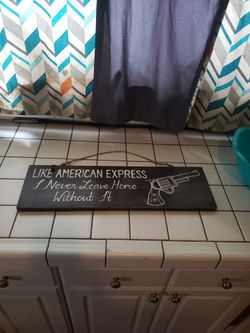 LIKE AMERICAN EXPRESS
I Never Leave Home
Without It